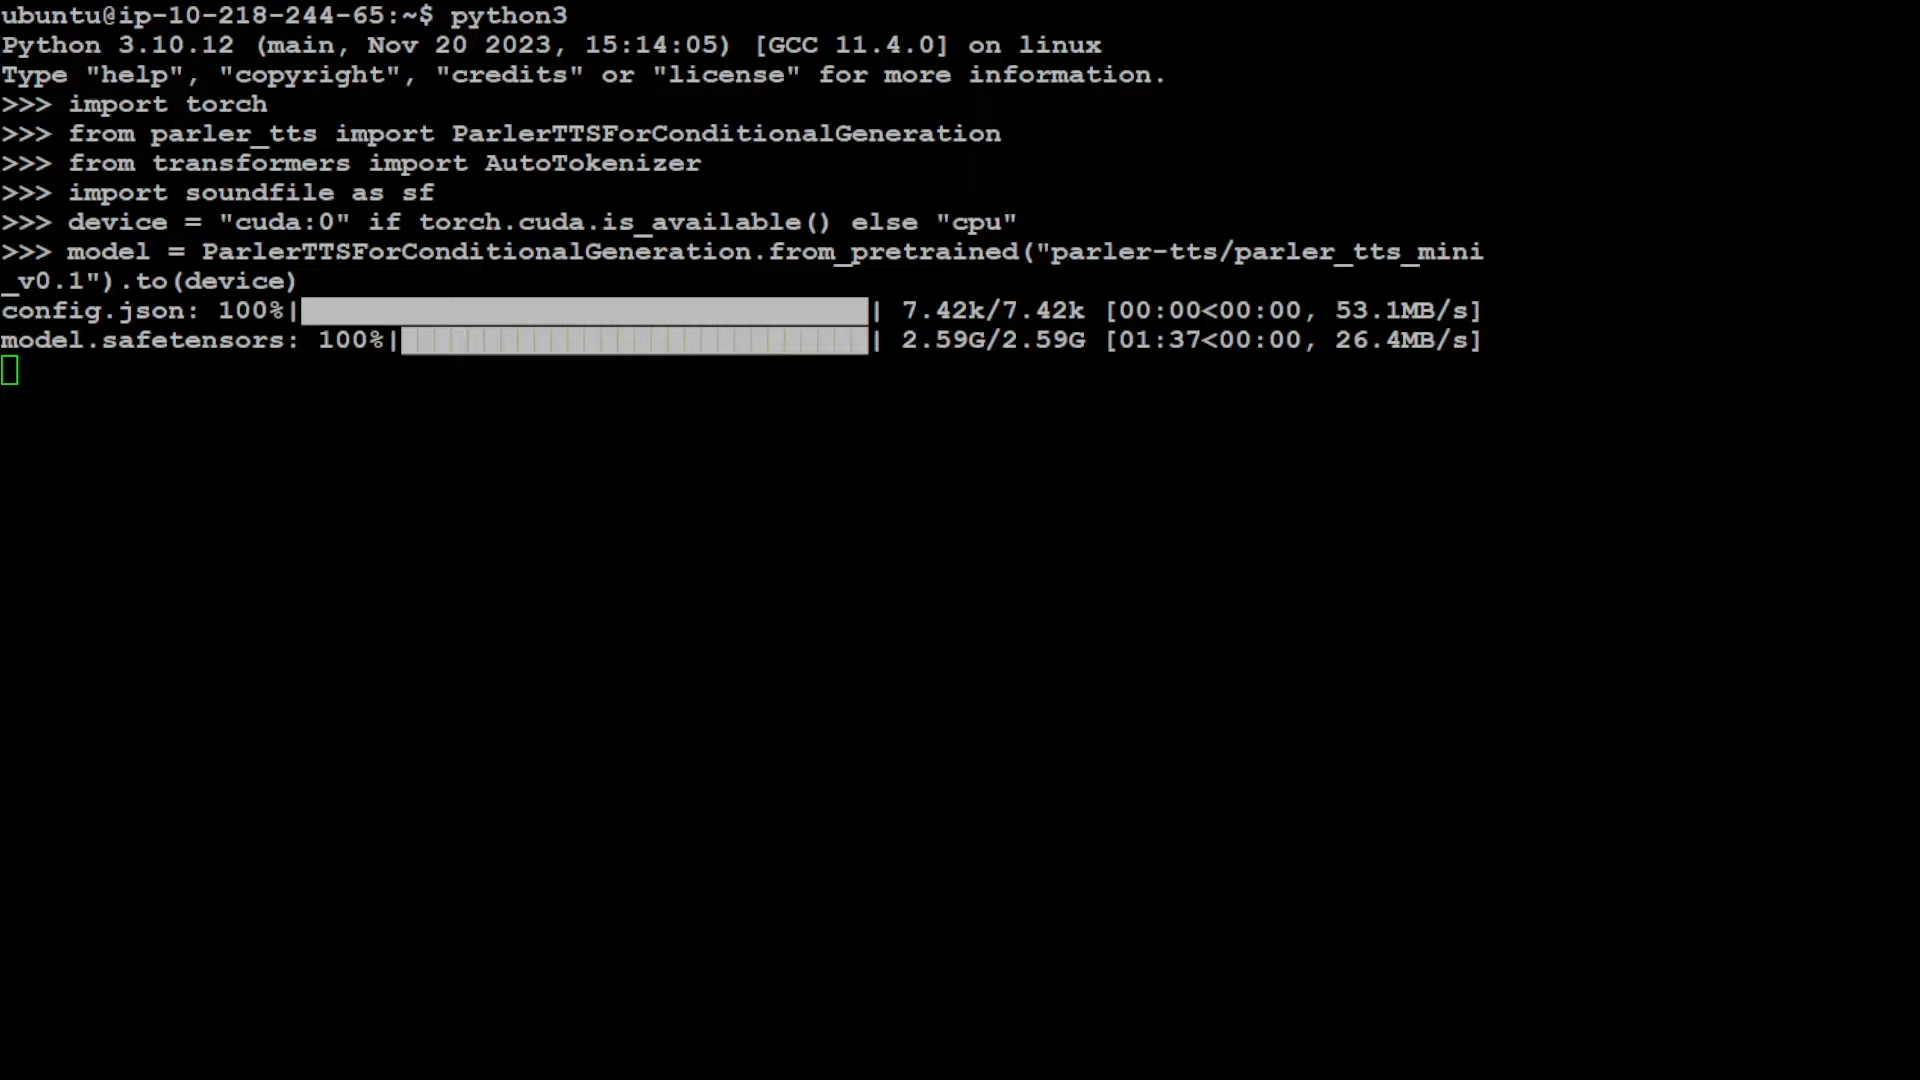 ubuntu@ip-10-218-244-65:~$ python3
Python 3.10.12 (main, Nov 20 2023, 15:14:05) [GCC 11.4.0] on linux
Type "help", "copyright", "credits" or "license" for more information.
>>> import torch
>>> from parler_tts import ParlerTTSForConditionalGeneration
>>> from transformers import AutoTokenizer
>>> import soundfile as sf
>>> device = "cuda:0" if torch.cuda.is_available() else "cpu"
>>> model = ParlerTTSForConditionalGeneration.from_pretrained("parler-tts/parler_tts_mini
_v0.1").to(device)
config.json: 100%|| 7.42k/7.42k [00:00<00:00, 53.1MB/s]
model.safetensors: 100%|| 2.59G/2.59G [01:37<00:00, 26.4MB/s]